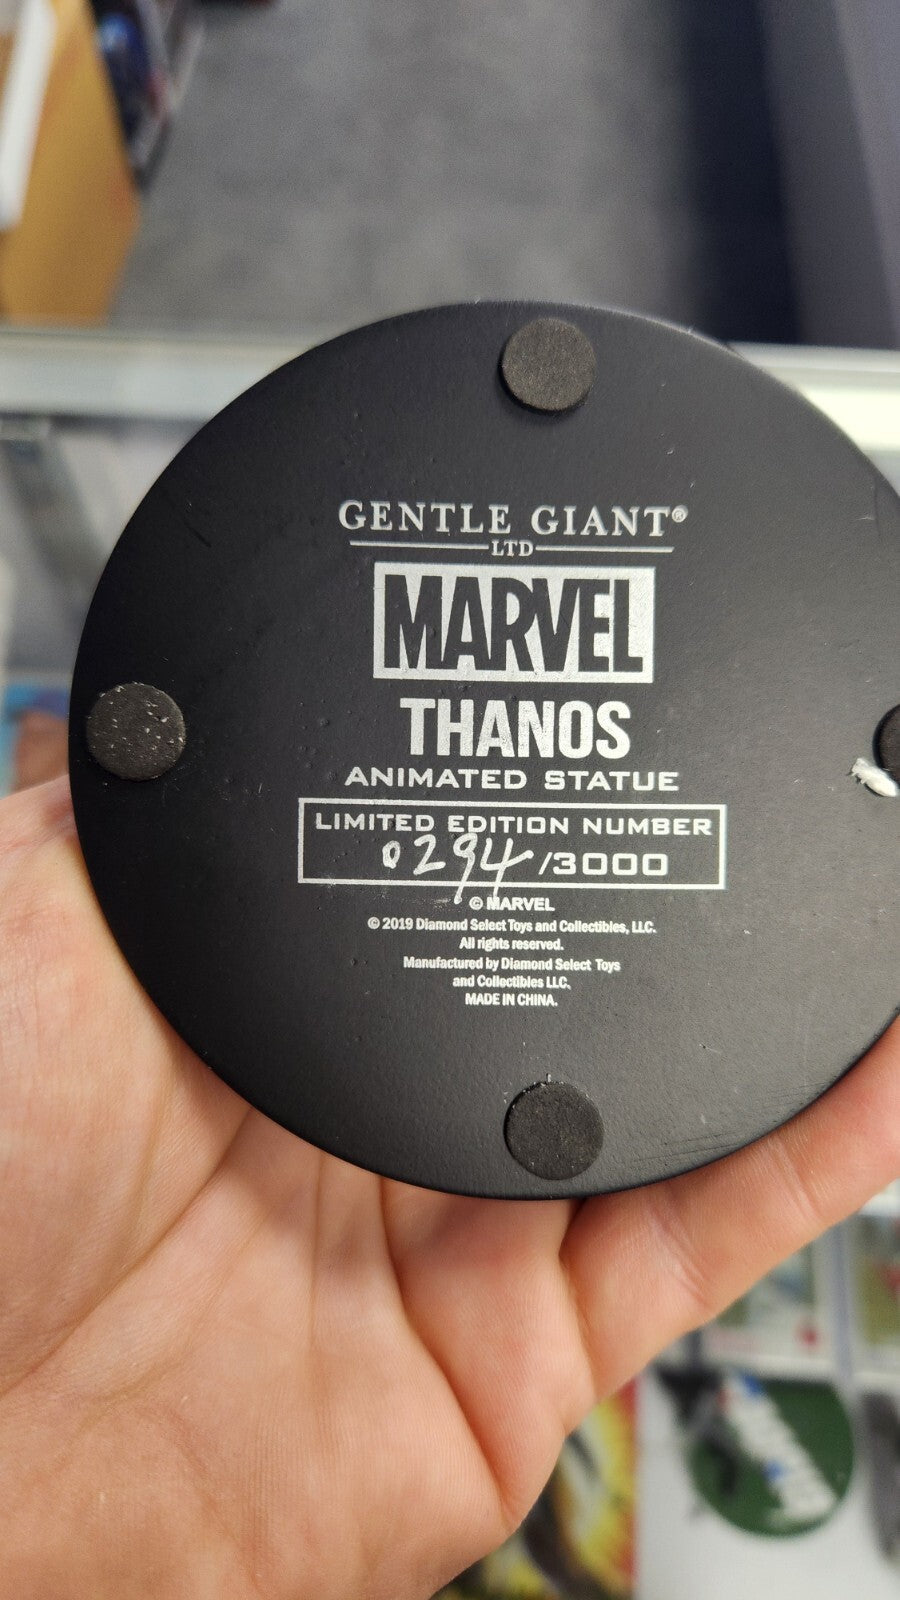 GENTLE GIANT®
LTD
MARVEL
THANOS
ANIMATED STATUE
LIMITED EDITION NUMBER
0294/3000
© MARVEL
© 2019 Diamond Select Toys and Collectibles, LLC.
All rights reserved.
Manufactured by Diamond Select Toys
and Collectibles LLC.
MADE IN CHINA.